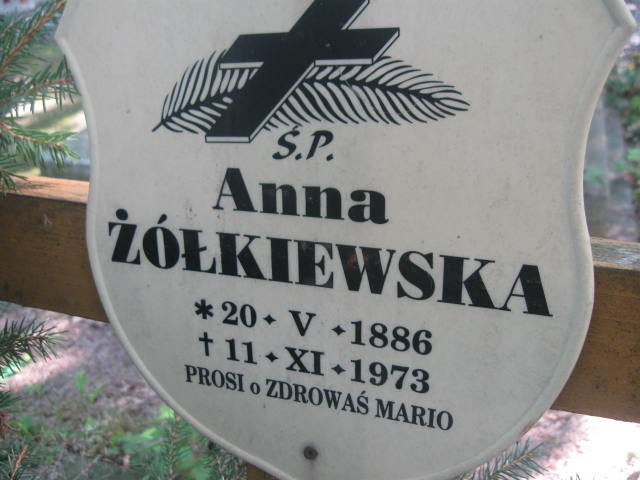 Ś.P.
Anna
ŻÓŁKIEWSKA
* 20 ✦ V ✦ 1886
† 11 ✦ XI ✦ 1973
PROSI o ZDROWAŚ MARIO